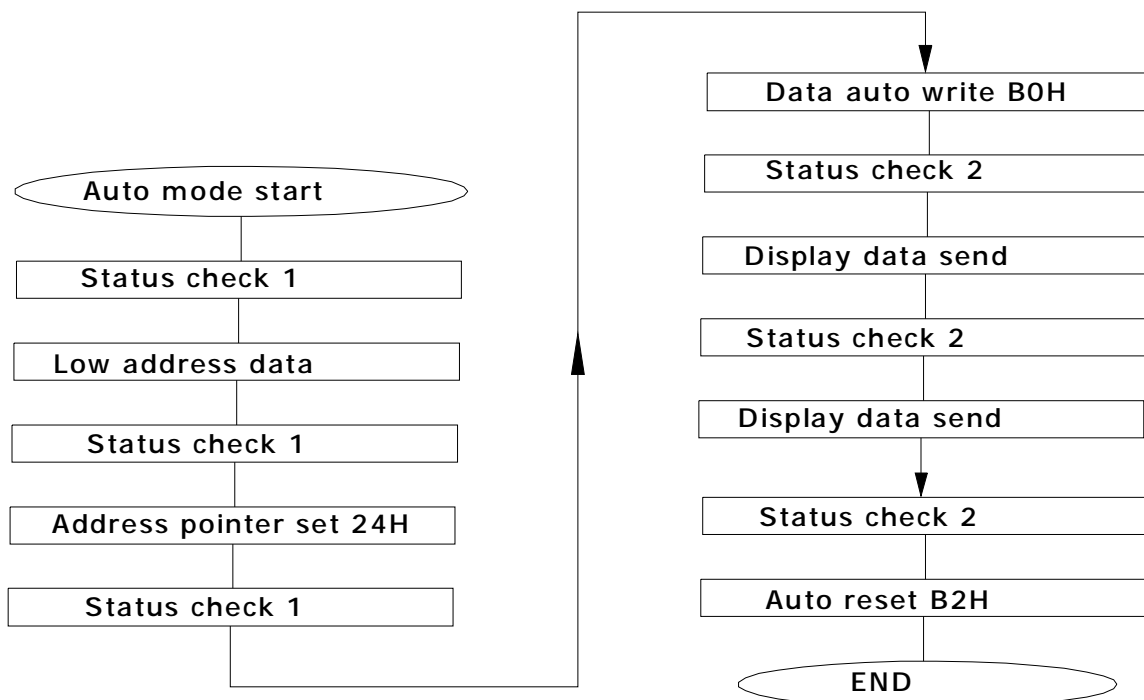 Auto mode start
Status check 1
Low address data
Status check 1
Address pointer set 24H
Status check 1
Data auto write B0H
Status check 2
Display data send
Status check 2
Display data send
Status check 2
Auto reset B2H
END